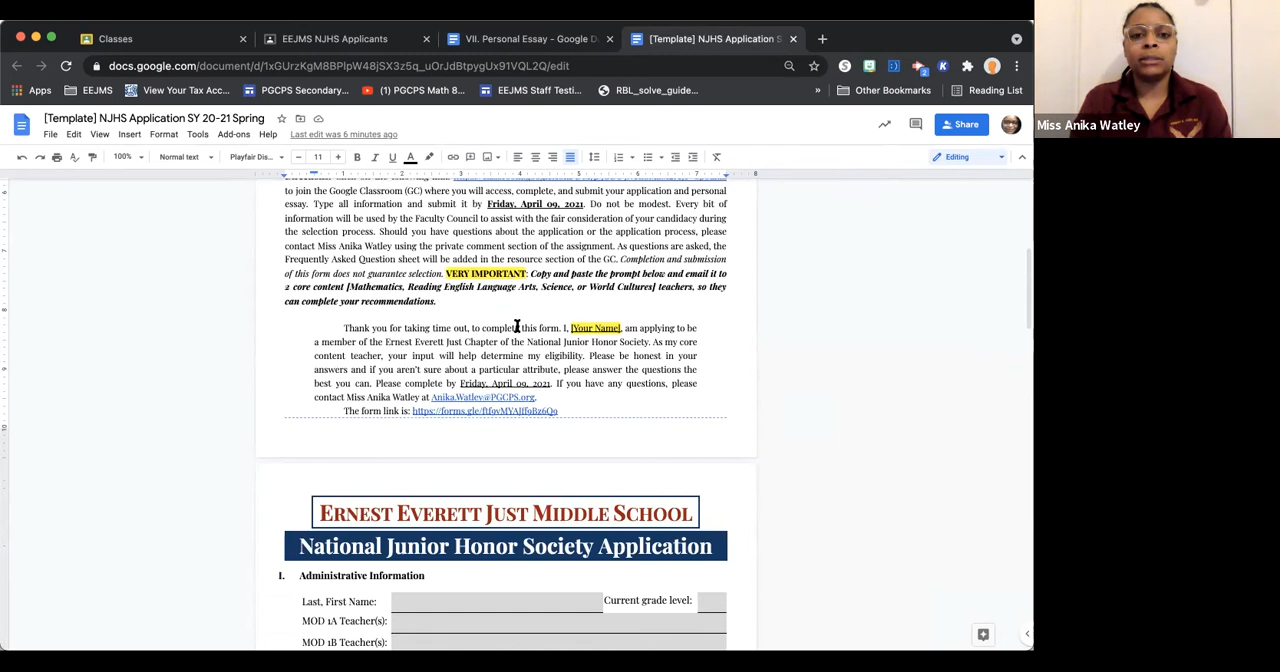 Classes
EEJMS NJHS Applicants
VII. Personal Essay - Google D
[Template] NJHS Application S
docs.google.com/document/d/1xGUrzKgM8BPlpW48jSX3z5q_uOrJdBtpygUx91VQL2Q/edit
Apps EEJMS View Your Tax Ac... PGCPS Secondary... (1) PGCPS Math 8... EEJMS Staff Testi... RBL_solve_guide... » Other Bookmarks Reading List
[Template] NJHS Application SY 20-21 Spring
File Edit View Insert Format Tools Add-ons Help Last edit was 6 minutes ago
Share
100% Normal text Playfair Dis... 11 B I U A Editing
to join the Google Classroom (GC) where you will access, complete, and submit your application and personal
essay. Type all information and submit it by Friday, April 09, 2021. Do not be modest. Every bit of
information will be used by the Faculty Council to assist with the fair consideration of your candidacy during
the selection process. Should you have questions about the application or the application process, please
contact Miss Anika Watley using the private comment section of the assignment. As questions are asked, the
Frequently Asked Question sheet will be added in the resource section of the GC. Completion and submission
of this form does not guarantee selection. VERY IMPORTANT: Copy and paste the prompt below and email it to
2 core content [Mathematics, Reading English Language Arts, Science, or World Cultures] teachers, so they
can complete your recommendations.
Thank you for taking time out, to complete this form. I, [Your Name], am applying to be
a member of the Ernest Everett Just Chapter of the National Junior Honor Society. As my core
content teacher, your input will help determine my eligibility. Please be honest in your
answers and if you aren't sure about a particular attribute, please answer the questions the
best you can. Please complete by Friday, April 09, 2021. If you have any questions, please
contact Miss Anika Watley at Anika.Watley@PGCPS.org.
The form link is: https://forms.gle/ftf9vMYAJff9Bz6Q9
ERNEST EVERETT JUST MIDDLE SCHOOL
National Junior Honor Society Application
I. Administrative Information
Last, First Name: Current grade level:
MOD 1A Teacher(s):
MOD 1B Teacher(s):
Miss Anika Watley